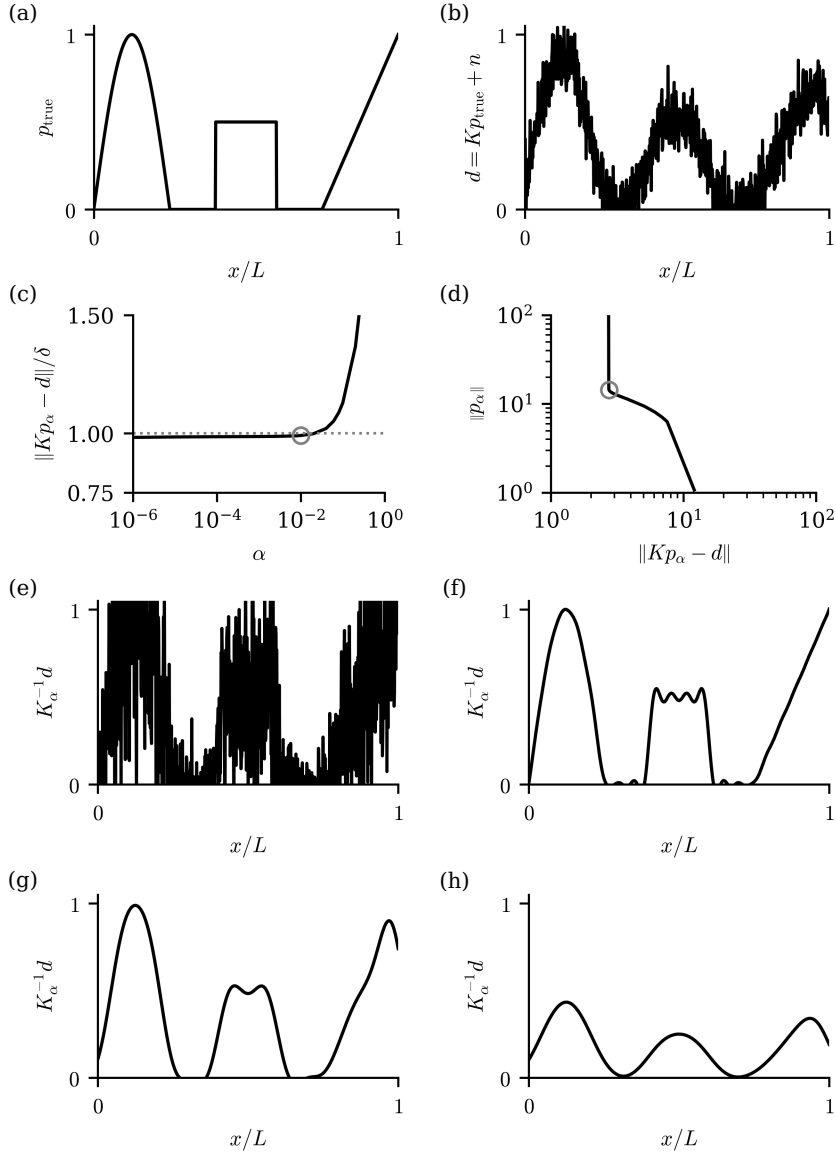 (a)
1
p_true
0
0
1
x/L
(b)
1
d = Kp_true + n
0
0
1
x/L
(c)
1.50
1.00
0.75
‖Kp_α − d‖/δ
10^−6
10^−4
10^−2
10^0
α
(d)
10^2
10^1
10^0
‖p_α‖
10^0
10^1
10^2
‖Kp_α − d‖
(e)
1
K_α^−1 d
0
0
1
x/L
(f)
1
K_α^−1 d
0
0
1
x/L
(g)
1
K_α^−1 d
0
0
1
x/L
(h)
1
K_α^−1 d
0
0
1
x/L